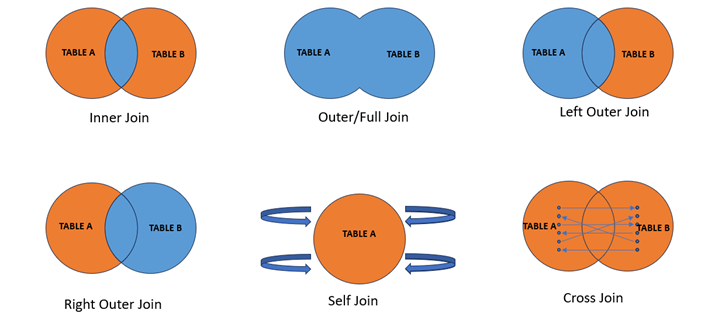 TABLE A
TABLE B
Inner Join
TABLE A
TABLE B
Outer/Full Join
TABLE A
TABLE B
Left Outer Join
TABLE A
TABLE B
Right Outer Join
TABLE A
Self Join
TABLE A
TABLE B
Cross Join